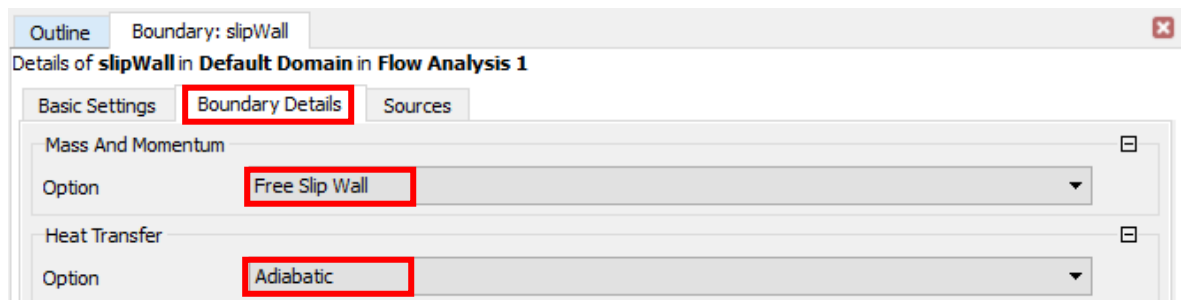 Outline Boundary: slipWall
Details of slipWall in Default Domain in Flow Analysis 1
Basic Settings Boundary Details Sources
Mass And Momentum
Option Free Slip Wall
Heat Transfer
Option Adiabatic